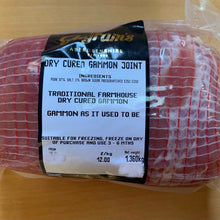 DRY CURED GAMMON JOINT
INGREDIENTS
TRADITIONAL FARMHOUSE
DRY CURED GAMMON
GAMMON AS IT USED TO BE
SUITABLE FOR FREEZING. FREEZE ON DAY
OF PURCHASE AND USE 3 - 6 MTHS
£/kg
12.00
1.360kg